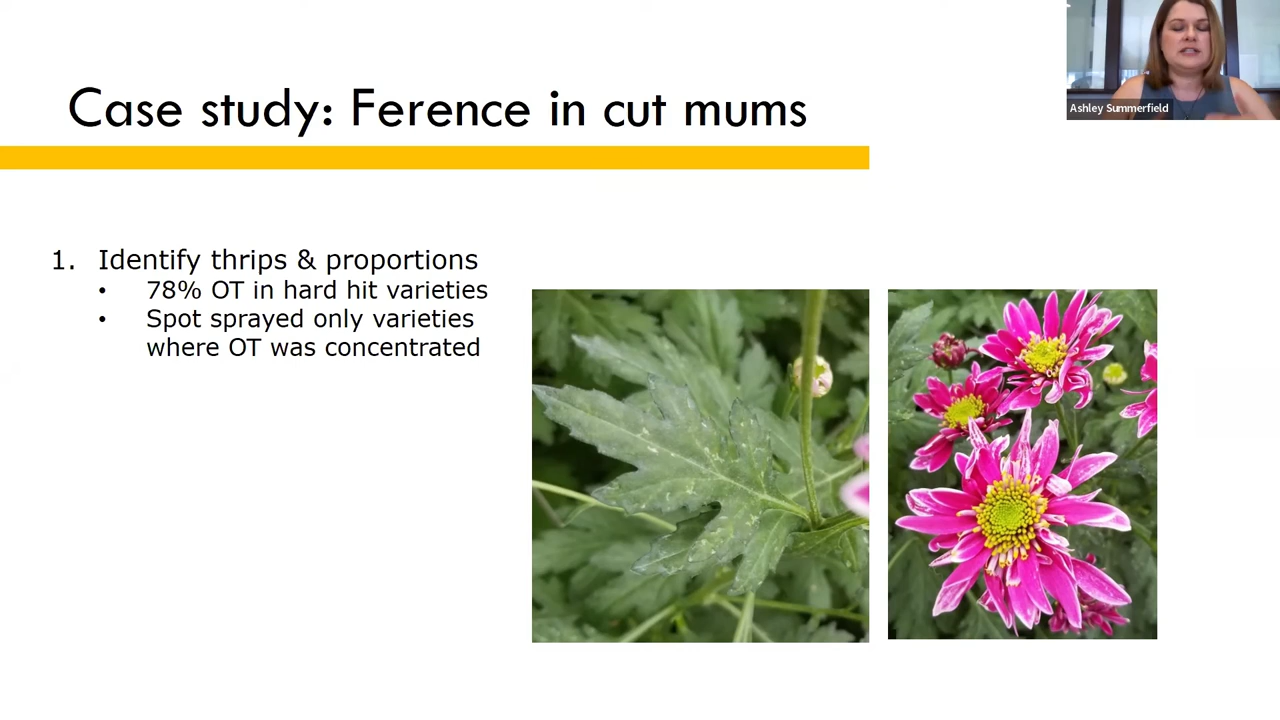 Ashley Summerfield
Case study: Ference in cut mums
1. Identify thrips & proportions
• 78% OT in hard hit varieties
• Spot sprayed only varieties
where OT was concentrated